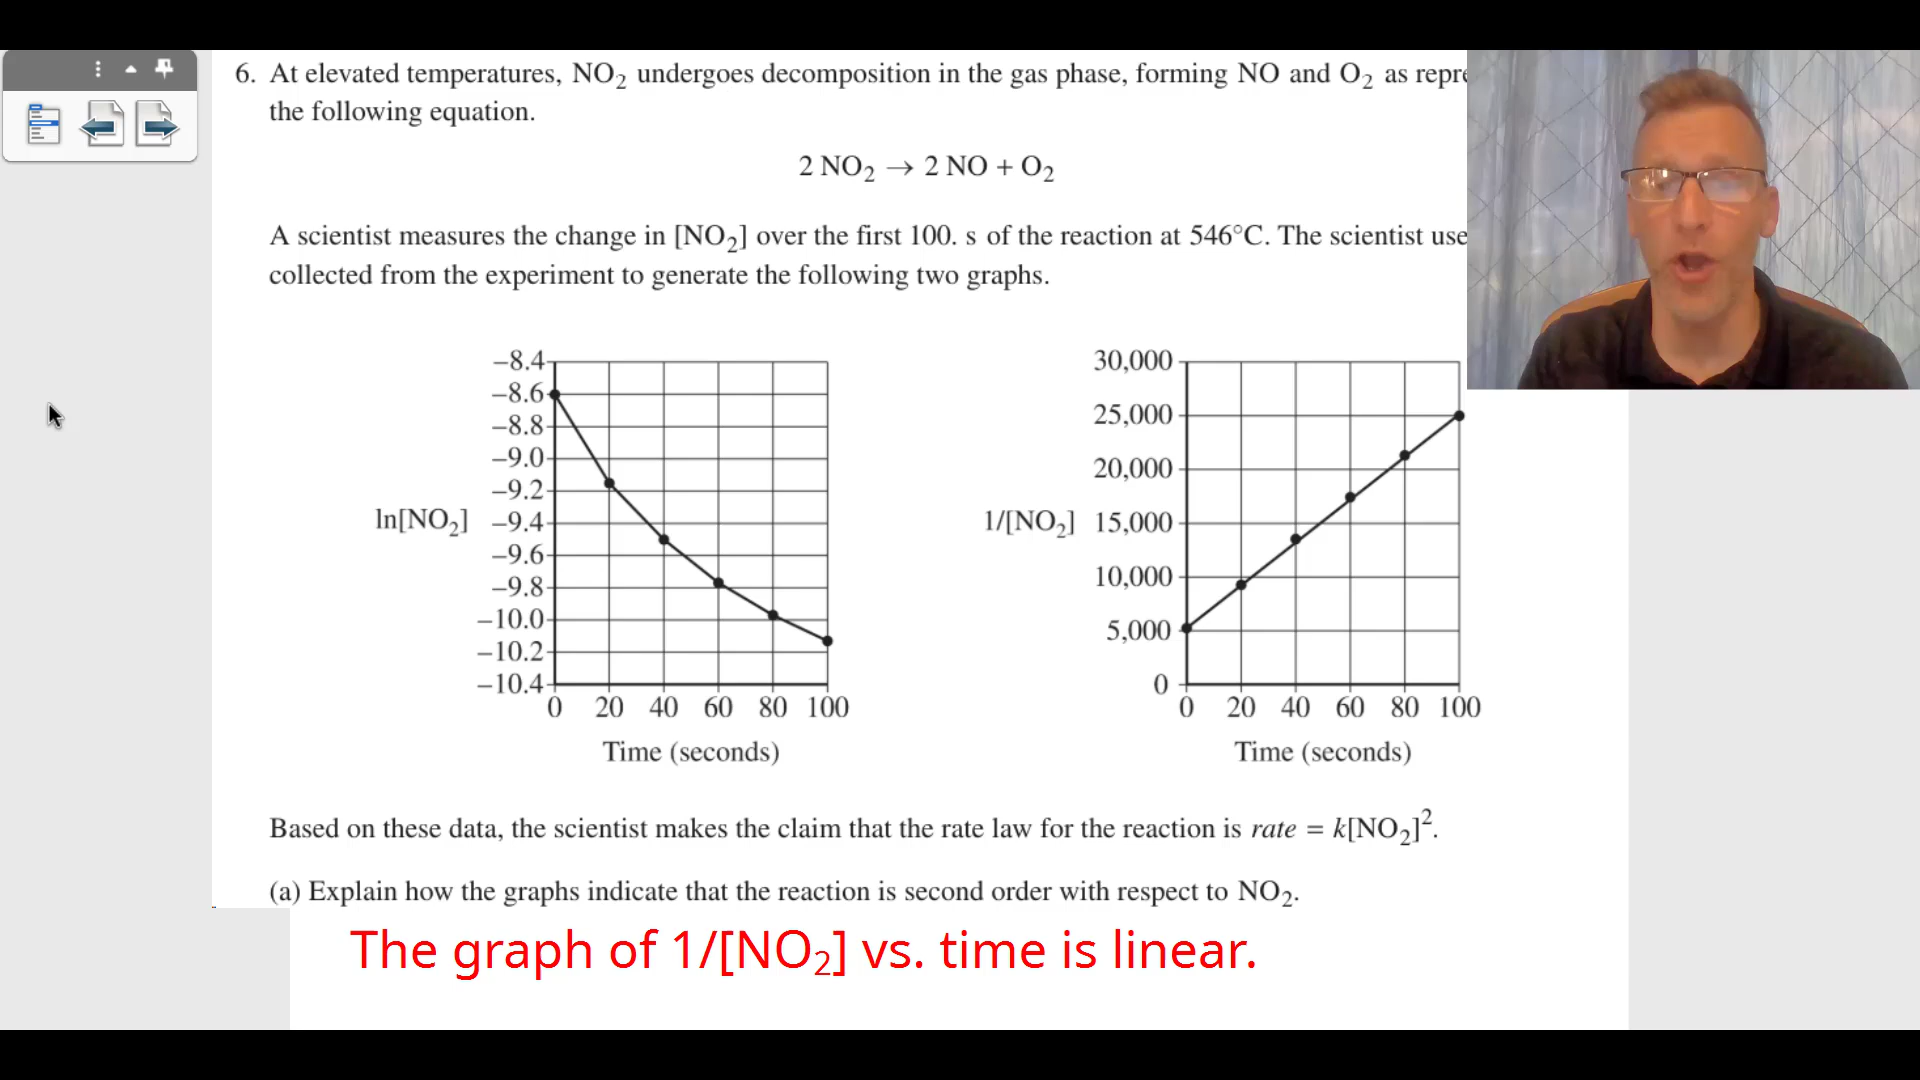 6. At elevated temperatures, NO₂ undergoes decomposition in the gas phase, forming NO and O₂ as
the following equation.
2 NO₂ → 2 NO + O₂
A scientist measures the change in [NO₂] over the first 100. s of the reaction at 546°C. The scientist
collected from the experiment to generate the following two graphs.
−8.4
−8.6
−8.8
−9.0
−9.2
ln[NO₂] −9.4
−9.6
−9.8
−10.0
−10.2
−10.4
0 20 40 60 80 100
Time (seconds)
30,000
25,000
20,000
1/[NO₂] 15,000
10,000
5,000
0
0 20 40 60 80 100
Time (seconds)
Based on these data, the scientist makes the claim that the rate law for the reaction is rate = k[NO₂]².
(a) Explain how the graphs indicate that the reaction is second order with respect to NO₂.
The graph of 1/[NO₂] vs. time is linear.